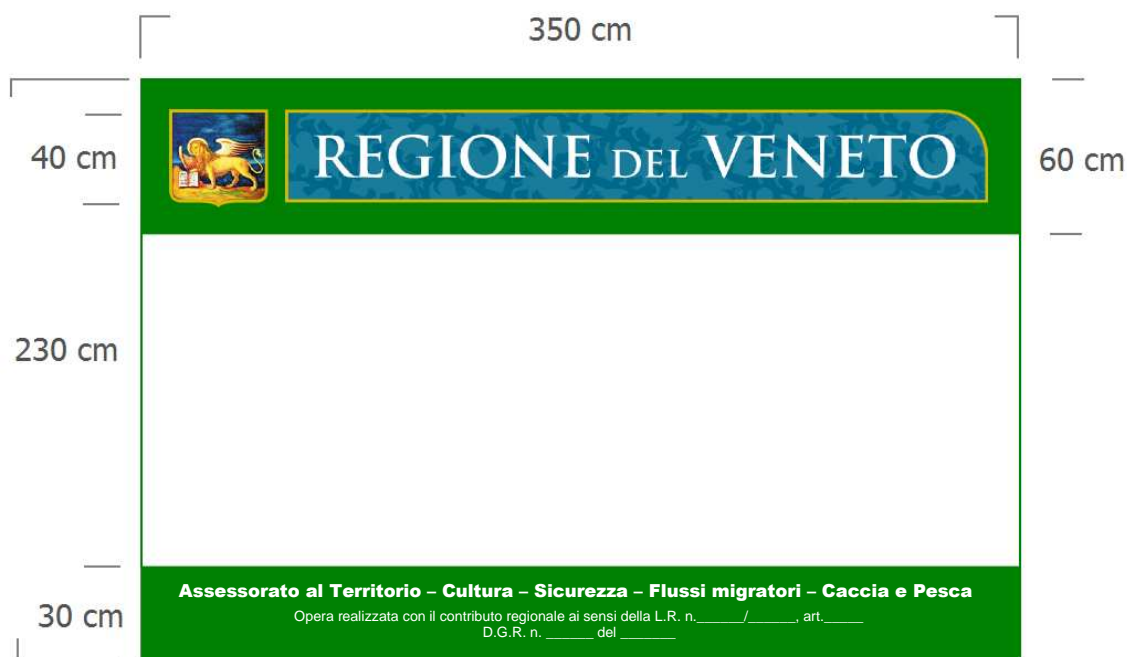 350 cm
40 cm
REGIONE DEL VENETO
60 cm
230 cm
Assessorato al Territorio – Cultura – Sicurezza – Flussi migratori – Caccia e Pesca
30 cm
Opera realizzata con il contributo regionale ai sensi della L.R. n.______/______, art._____
D.G.R. n. ______ del _______